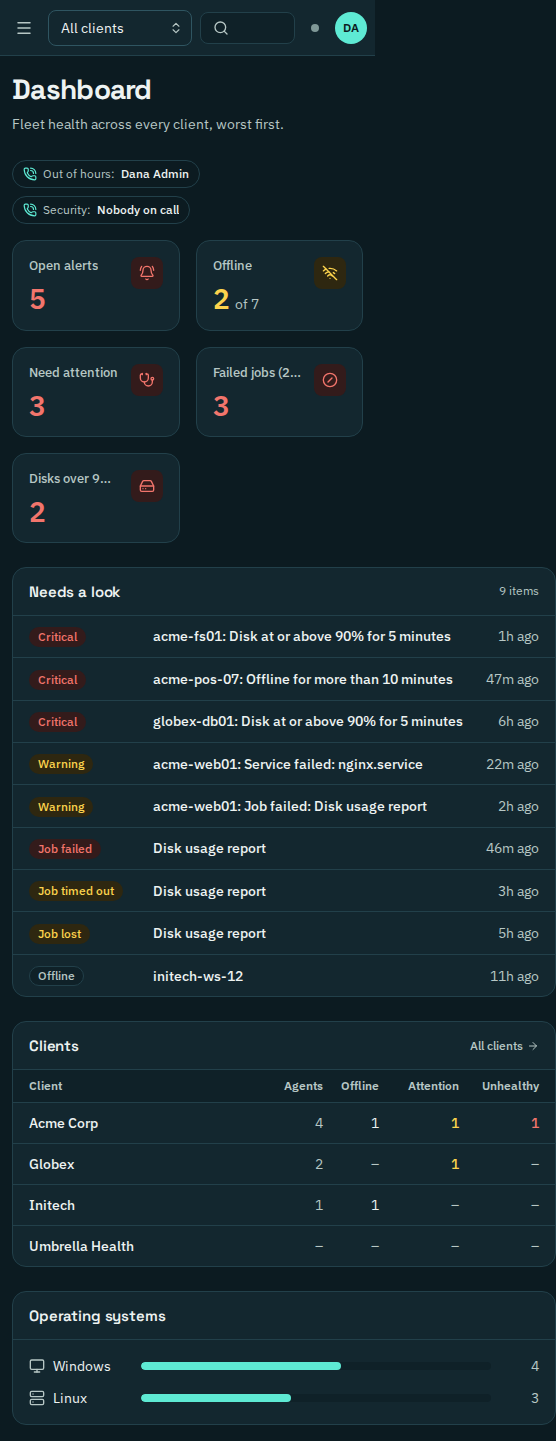 All clients
DA
Dashboard
Fleet health across every client, worst first.
Out of hours: Dana Admin
Security: Nobody on call
Open alerts
5
Offline
2 of 7
Need attention
3
Failed jobs (2...
3
Disks over 9...
2
Needs a look 9 items
Critical acme-fs01: Disk at or above 90% for 5 minutes 1h ago
Critical acme-pos-07: Offline for more than 10 minutes 47m ago
Critical globex-db01: Disk at or above 90% for 5 minutes 6h ago
Warning acme-web01: Service failed: nginx.service 22m ago
Warning acme-web01: Job failed: Disk usage report 2h ago
Job failed Disk usage report 46m ago
Job timed out Disk usage report 3h ago
Job lost Disk usage report 5h ago
Offline initech-ws-12 11h ago
Clients All clients →
Client Agents Offline Attention Unhealthy
Acme Corp 4 1 1 1
Globex 2 – 1 –
Initech 1 1 – –
Umbrella Health – – – –
Operating systems
Windows 4
Linux 3